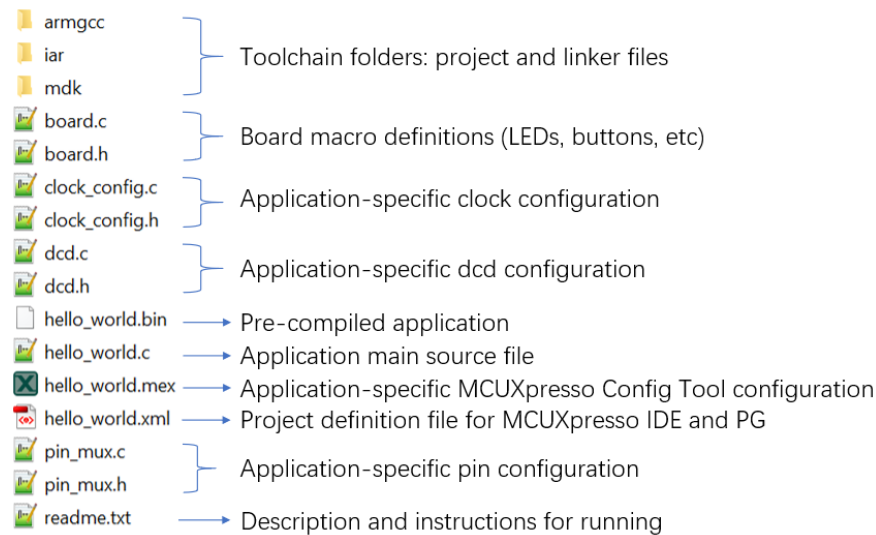 armgcc
iar
mdk
Toolchain folders: project and linker files
board.c
board.h
Board macro definitions (LEDs, buttons, etc)
clock_config.c
clock_config.h
Application-specific clock configuration
dcd.c
dcd.h
Application-specific dcd configuration
hello_world.bin Pre-compiled application
hello_world.c Application main source file
hello_world.mex Application-specific MCUXpresso Config Tool configuration
hello_world.xml Project definition file for MCUXpresso IDE and PG
pin_mux.c
pin_mux.h
Application-specific pin configuration
readme.txt Description and instructions for running